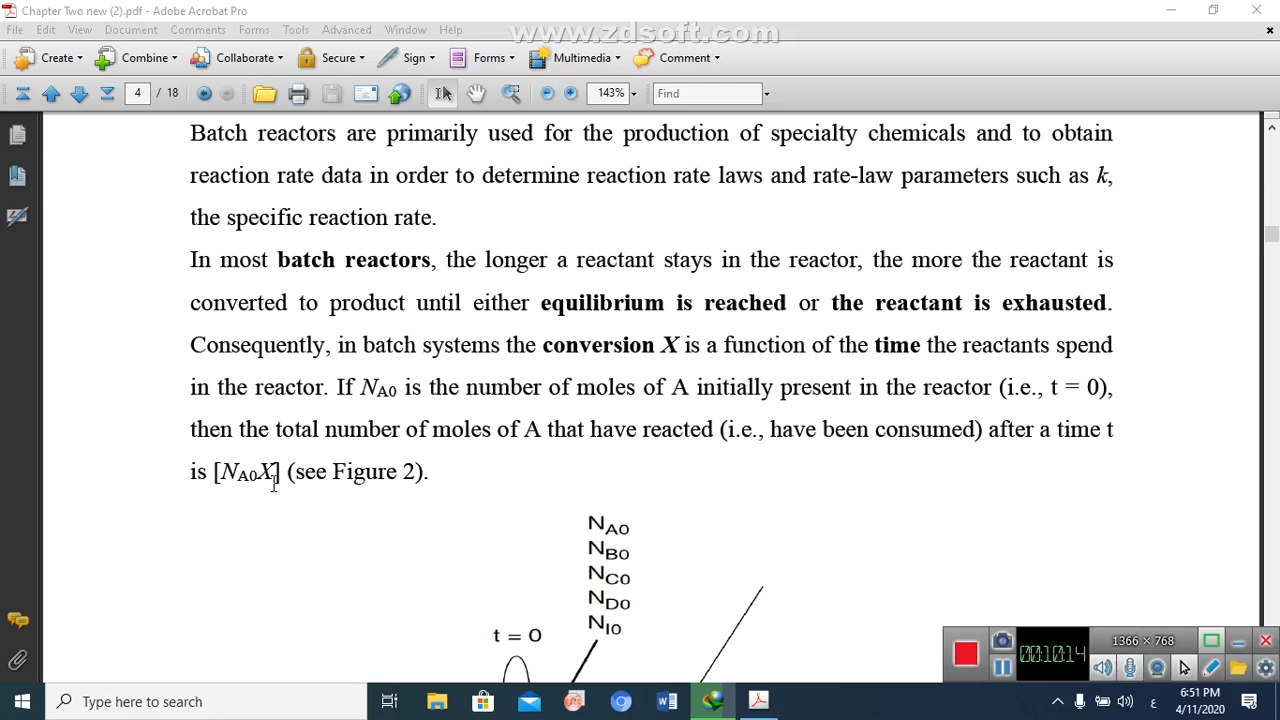 Chapter Two new (2).pdf - Adobe Acrobat Pro
File Edit View Document Comments Forms Tools Advanced Window Help
www.zdsoft.com
Create Combine Collaborate Secure Sign Forms Multimedia Comment
4 / 18 143% Find
Batch reactors are primarily used for the production of specialty chemicals and to obtain
reaction rate data in order to determine reaction rate laws and rate-law parameters such as k,
the specific reaction rate.
In most batch reactors, the longer a reactant stays in the reactor, the more the reactant is
converted to product until either equilibrium is reached or the reactant is exhausted.
Consequently, in batch systems the conversion X is a function of the time the reactants spend
in the reactor. If NA0 is the number of moles of A initially present in the reactor (i.e., t = 0),
then the total number of moles of A that have reacted (i.e., have been consumed) after a time t
is [NA0X] (see Figure 2).
NA0
NB0
NC0
ND0
NI0
t = 0
00:10:14
1366 × 768
Type here to search
ع
6:51 PM
4/11/2020